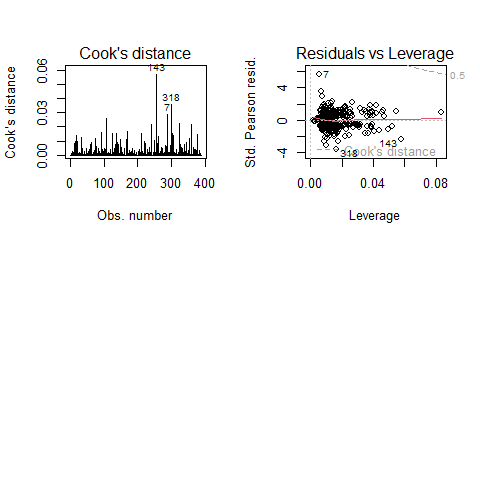 Cook's distance
Cook's distance
0.00
0.03
0.06
143
318
7
0 100 200 300 400
Obs. number
Residuals vs Leverage
Std. Pearson resid.
-4
0
4
7
0.5
143
318
Cook's distance
0.00 0.04 0.08
Leverage